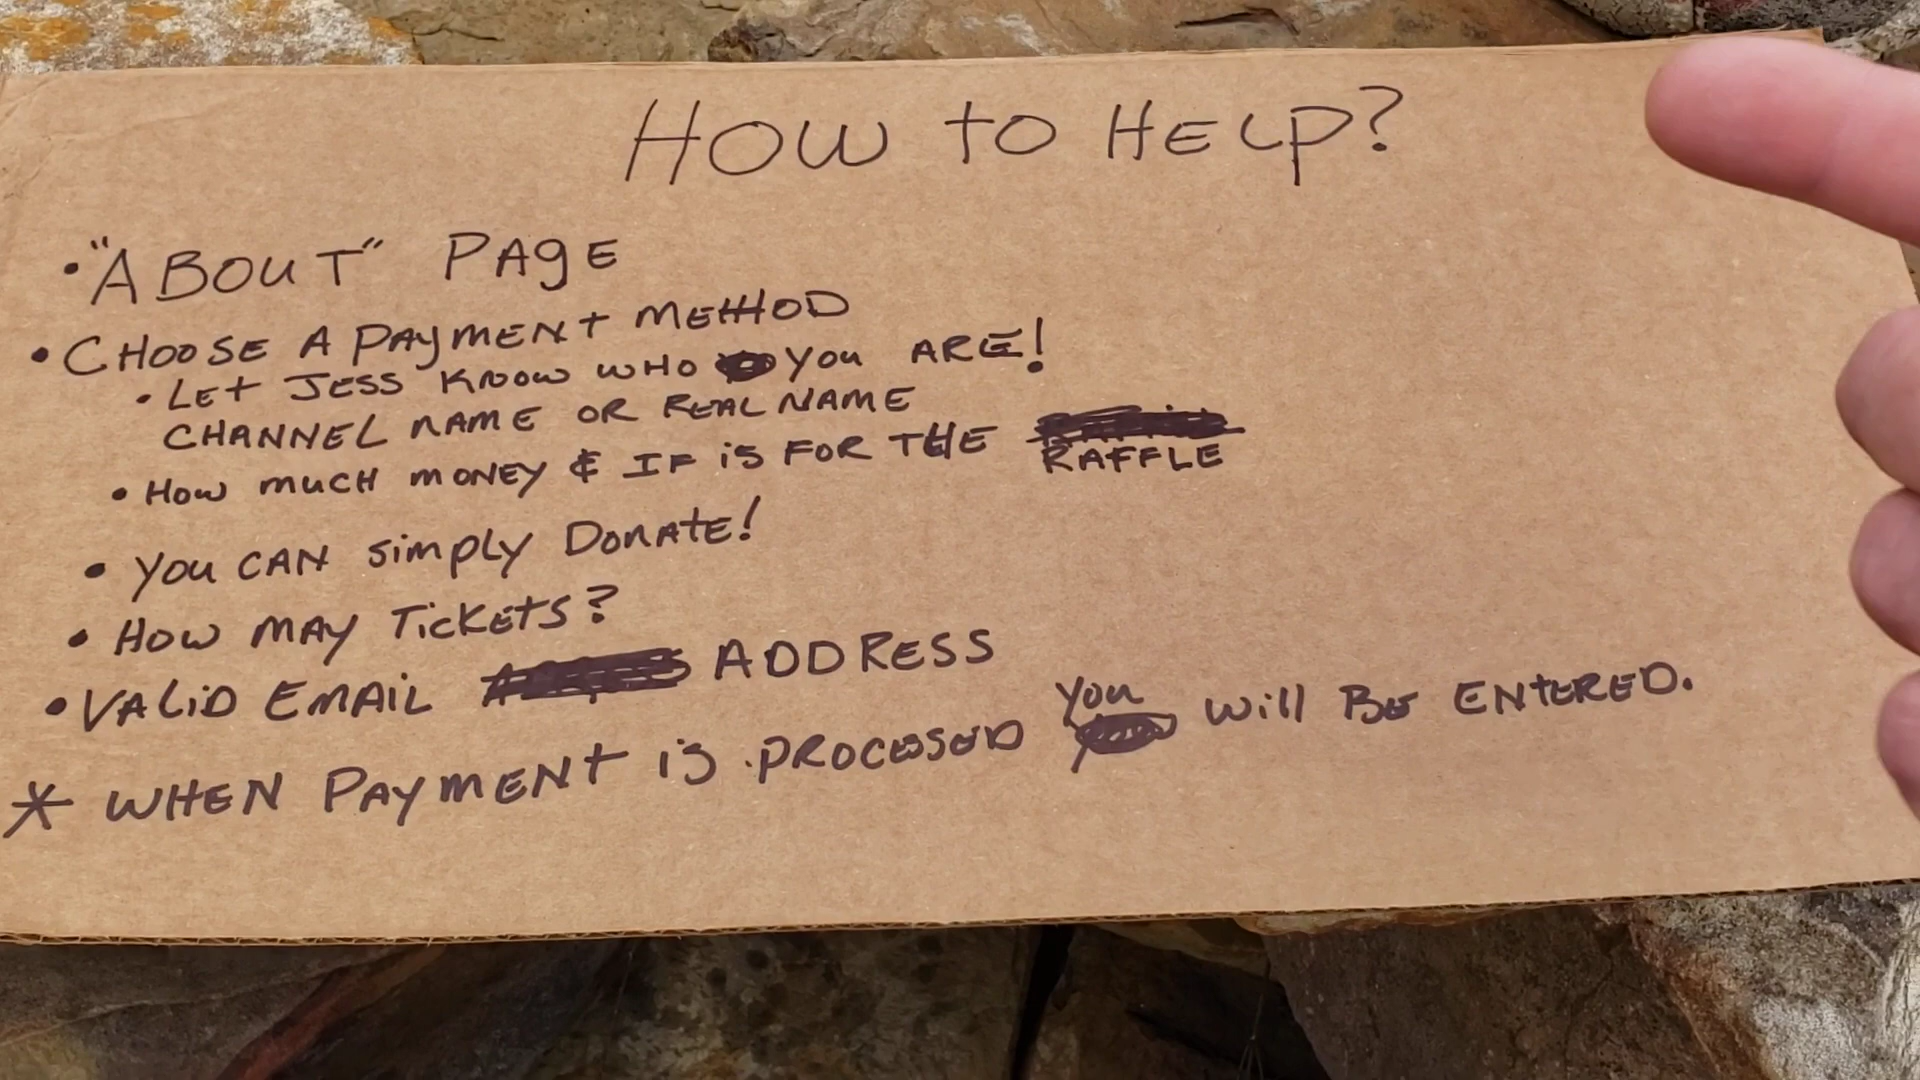 HOW TO HELP?
• "ABOUT" PAGE
• CHOOSE A PAYMENT METHOD
• LET JESS KNOW WHO YOU ARE!
CHANNEL NAME OR REAL NAME
• HOW MUCH MONEY & IF IS FOR THE RAFFLE
• YOU CAN SIMPLY DONATE!
• HOW MAY TICKETS?
• VALID EMAIL ADDRESS
* WHEN PAYMENT IS PROCESSED YOU WILL BE ENTERED.